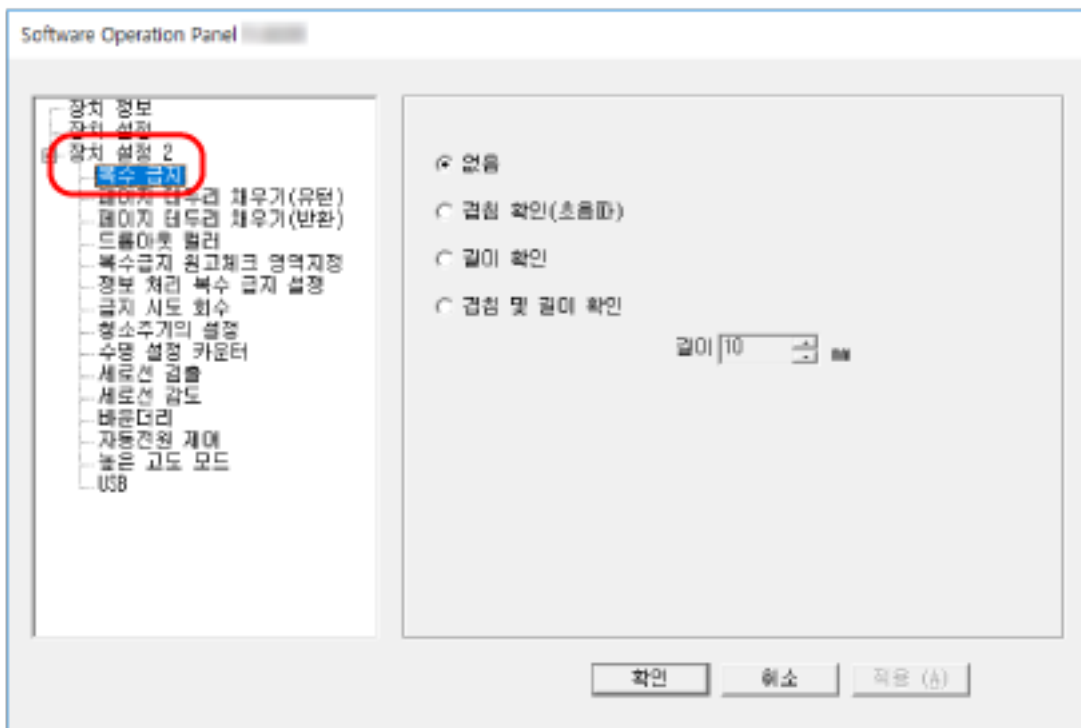 Software Operation Panel
장치 정보
장치 설정
장치 설정 2
복수 급지
페이지 테두리 채우기(유턴)
페이지 테두리 채우기(반환)
드롭아웃 컬러
복수급지 원고체크 영역지정
정보 처리 복수 급지 설정
급지 시도 회수
청소주기의 설정
수명 설정 카운터
세로선 검출
세로선 감도
바운더리
자동전원 제어
높은 고도 모드
USB
없음
겹침 확인(초음파)
길이 확인
겹침 및 길이 확인
길이 10 mm
확인 취소 적용 (A)